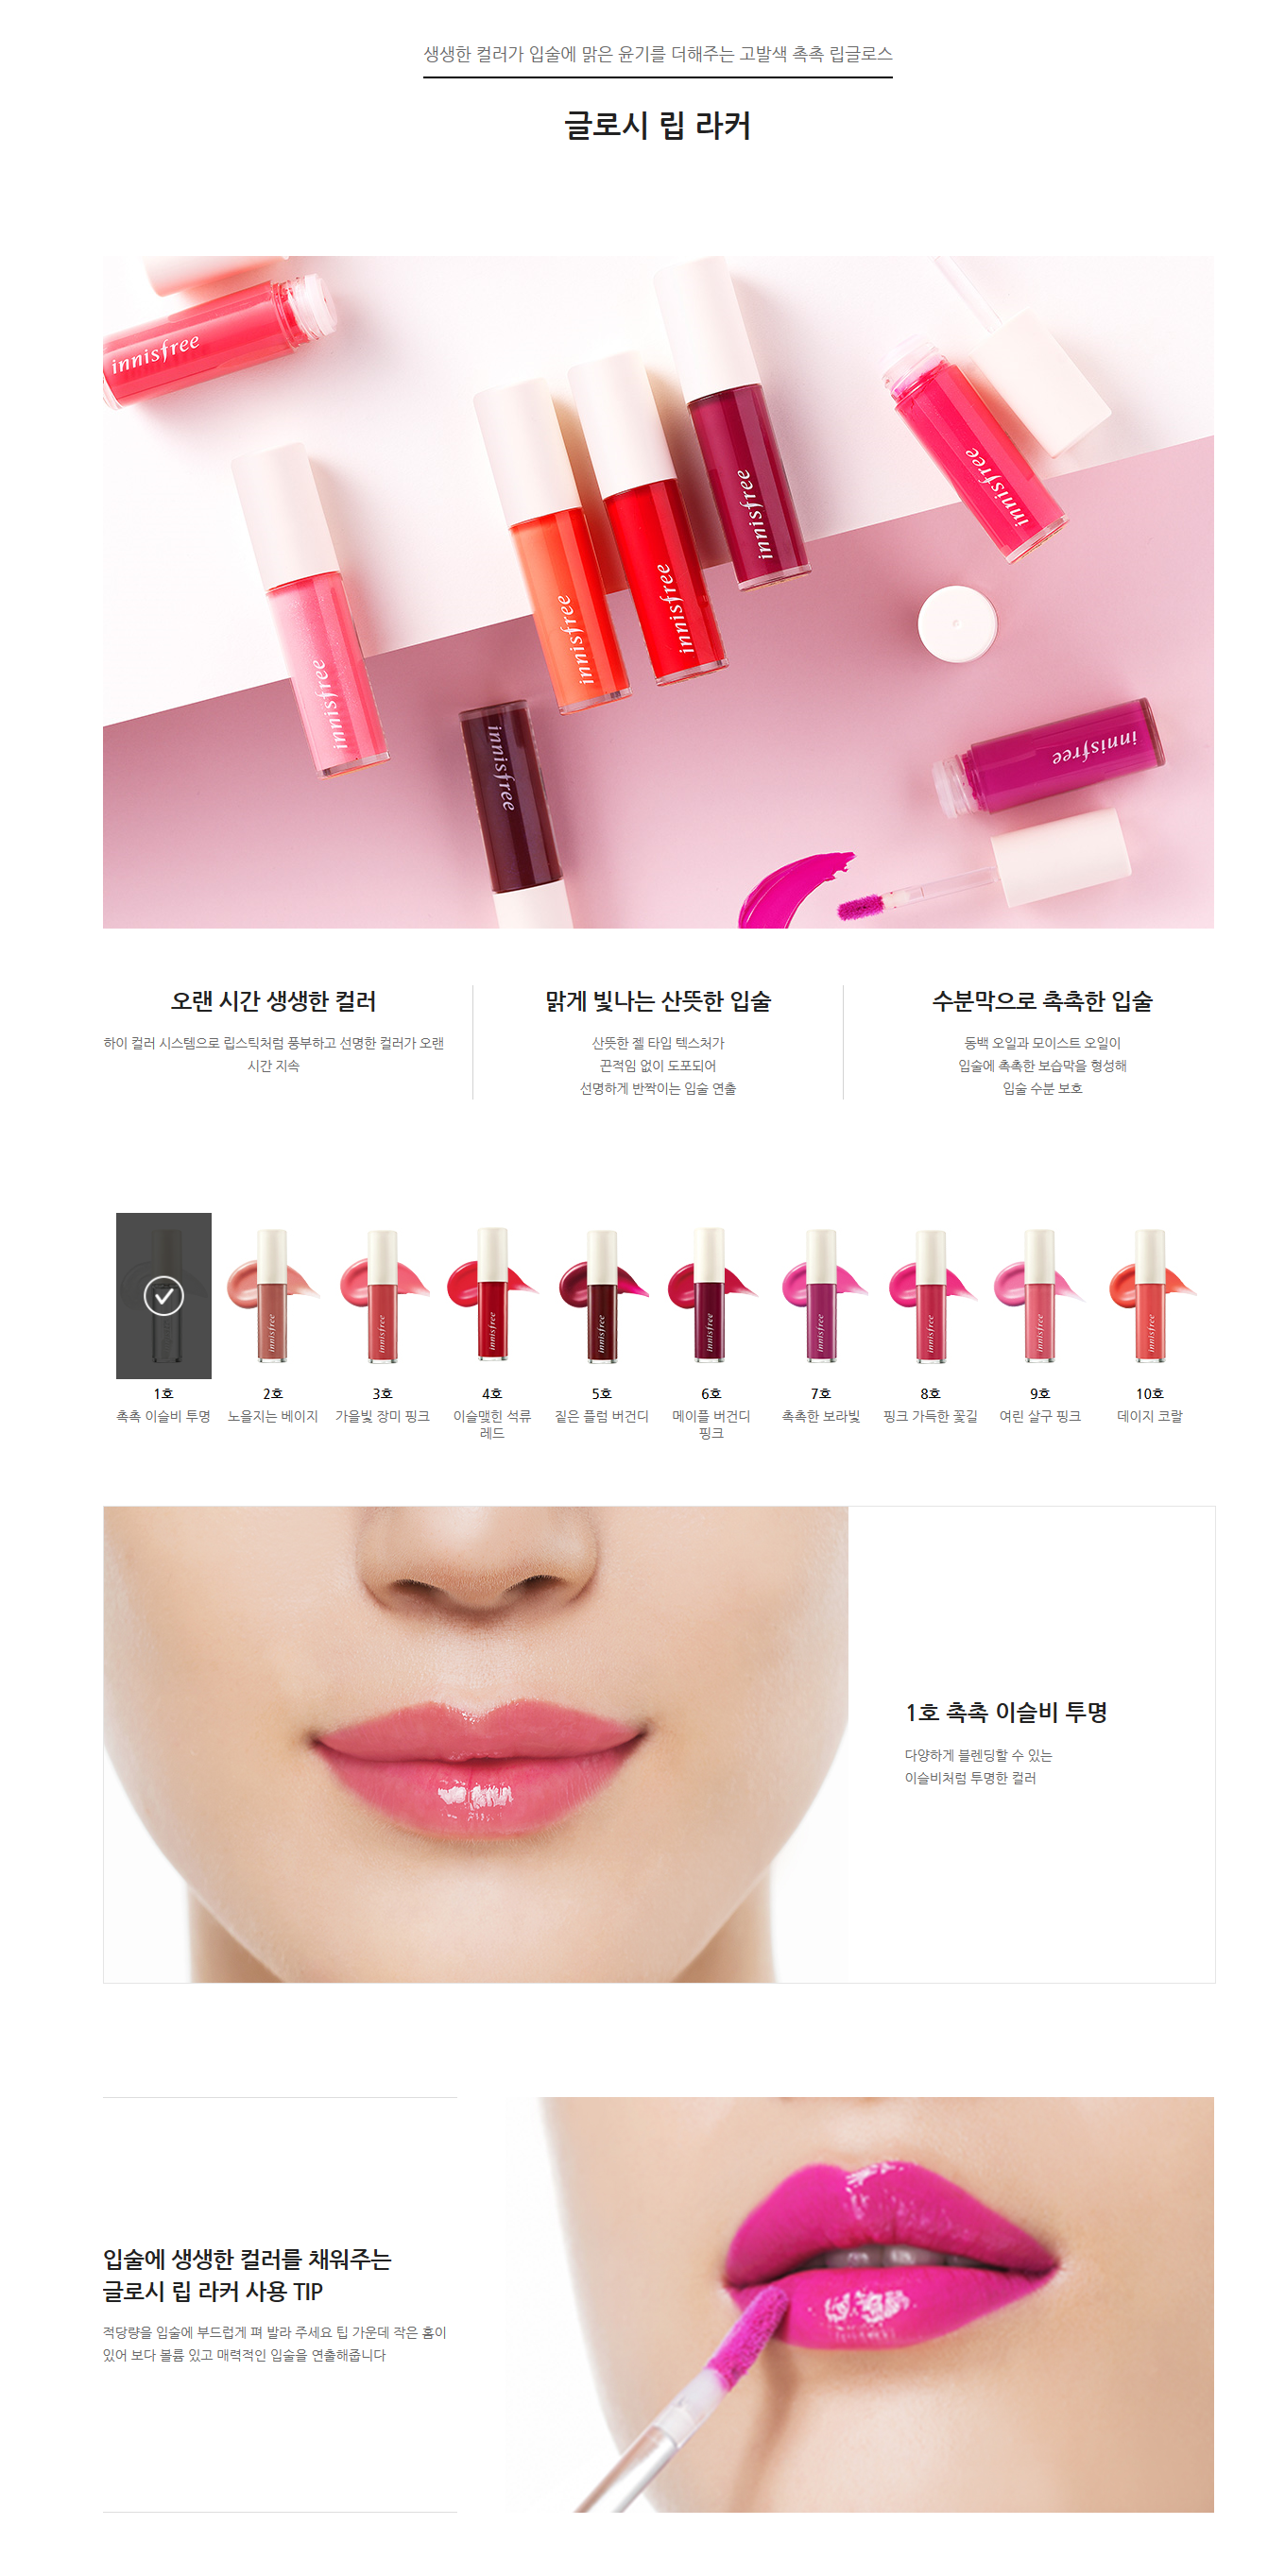 생생한 컬러가 입술에 맑은 윤기를 더해주는 고발색 촉촉 립글로스
글로시 립 라커
innisfree
innisfree
innisfree
innisfree
innisfree
innisfree
innisfree
innisfree
오랜 시간 생생한 컬러
하이 컬러 시스템으로 립스틱처럼 풍부하고 선명한 컬러가 오랜
시간 지속
맑게 빛나는 산뜻한 입술
산뜻한 젤 타입 텍스처가
끈적임 없이 도포되어
선명하게 반짝이는 입술 연출
수분막으로 촉촉한 입술
동백 오일과 모이스트 오일이
입술에 촉촉한 보습막을 형성해
입술 수분 보호
innisfree
innisfree
innisfree
innisfree
innisfree
innisfree
innisfree
innisfree
innisfree
1호
촉촉 이슬비 투명
2호
노을지는 베이지
3호
가을빛 장미 핑크
4호
이슬맺힌 석류
레드
5호
짙은 플럼 버건디
6호
메이플 버건디
핑크
7호
촉촉한 보라빛
8호
핑크 가득한 꽃길
9호
여린 살구 핑크
10호
데이지 코랄
1호 촉촉 이슬비 투명
다양하게 블렌딩할 수 있는
이슬비처럼 투명한 컬러
입술에 생생한 컬러를 채워주는
글로시 립 라커 사용 TIP
적당량을 입술에 부드럽게 펴 발라 주세요 팁 가운데 작은 홈이
있어 보다 볼륨 있고 매력적인 입술을 연출해줍니다